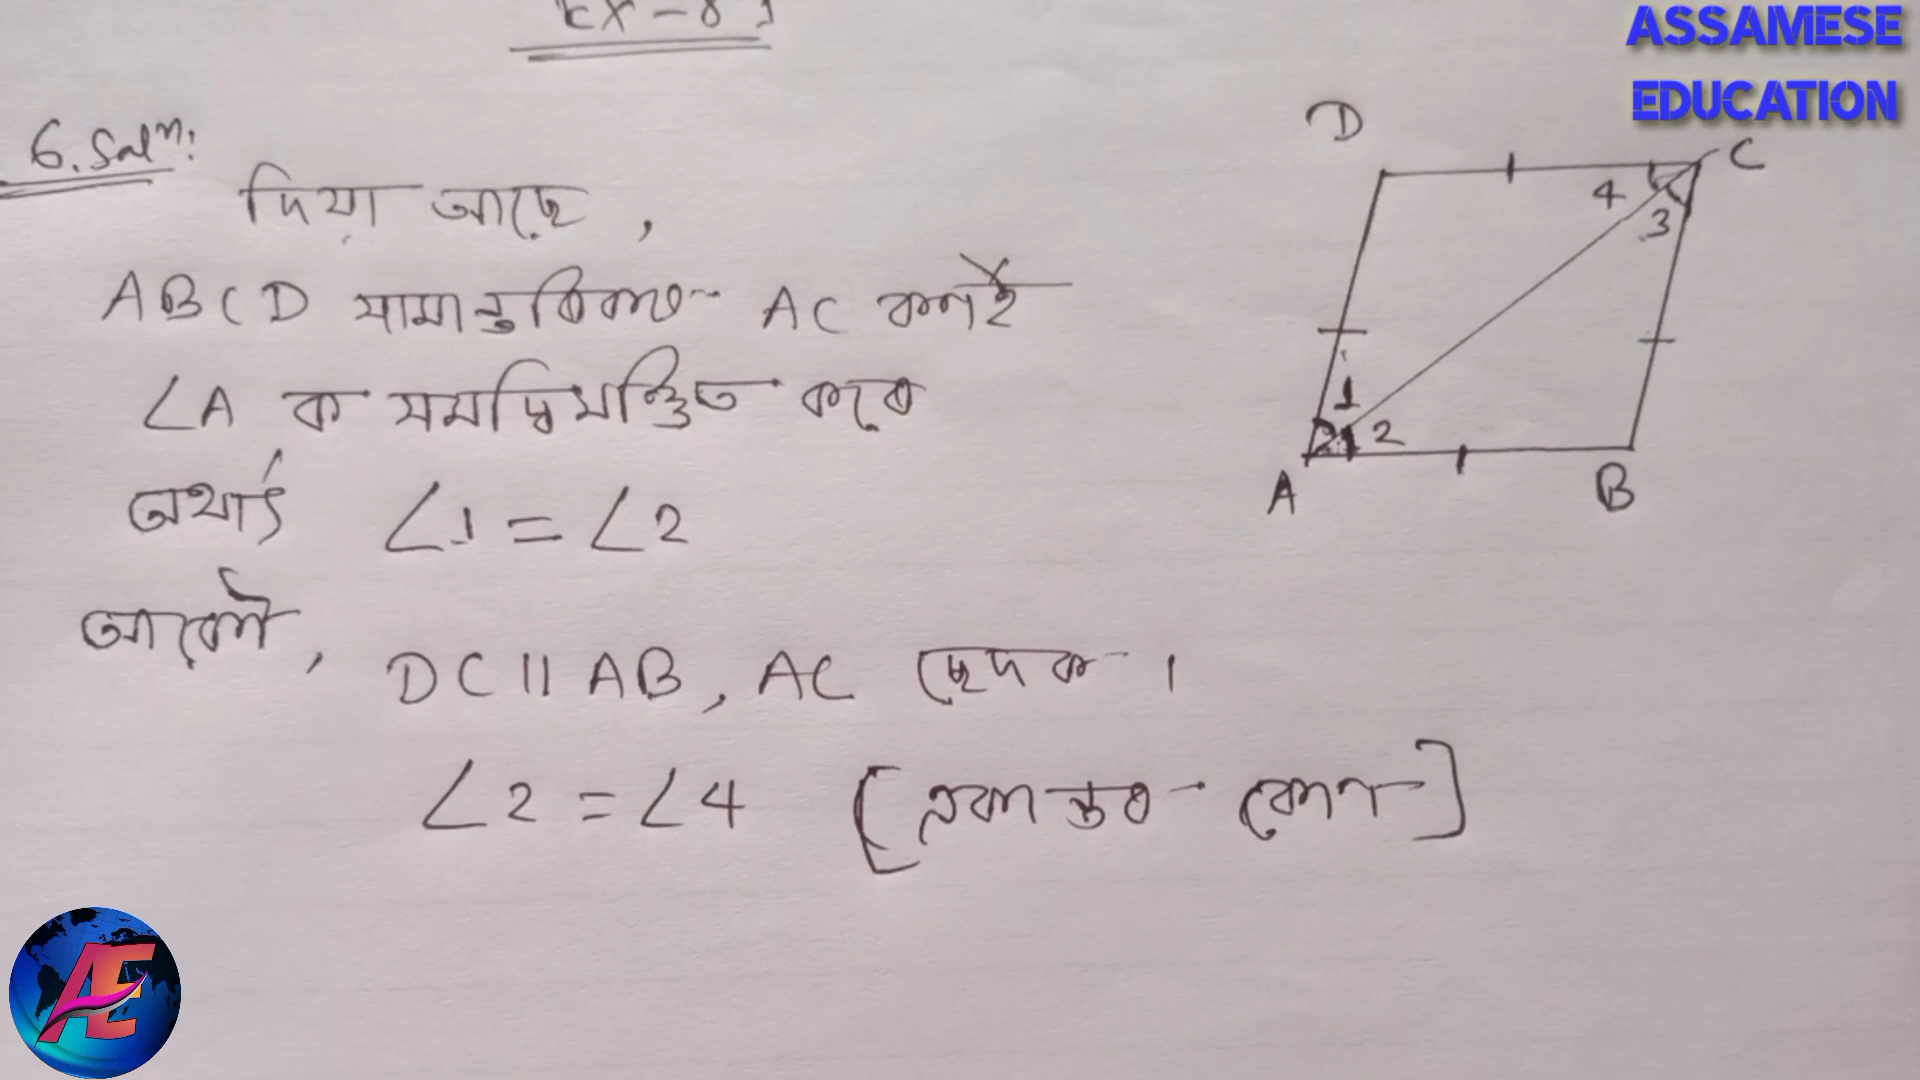 Ex-8.1
ASSAMESE
EDUCATION
6. Solⁿ:
দিয়া আছে,
ABCD সামান্তৰিকত AC কৰ্ণই
∠A ক সমদ্বিখণ্ডিত কৰে
অৰ্থাৎ ∠1 = ∠2
আকৌ,
DC || AB, AC ছেদক ।
∠2 = ∠4 [একান্তৰ কোণ]
D C
4
3
1
2
A B
AE